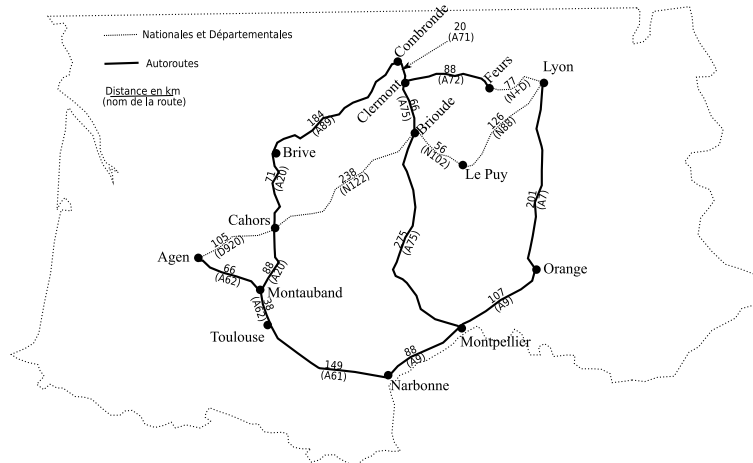 Nationales et Départementales
Autoroutes
Distance en km
(nom de la route)
Combronde
20
(A71)
88
(A72)
Feurs
77
(N+D)
Lyon
Clermont
66
(A75)
Brioude
184
(A89)
126
(N88)
56
(N102)
Le Puy
Brive
71
(A20)
238
(N122)
201
(A7)
Cahors
105
(D920)
Agen
66
(A62)
88
(A20)
275
(A75)
Orange
Montauband
38
(A62)
107
(A9)
Toulouse
Montpellier
149
(A61)
88
(A9)
Narbonne